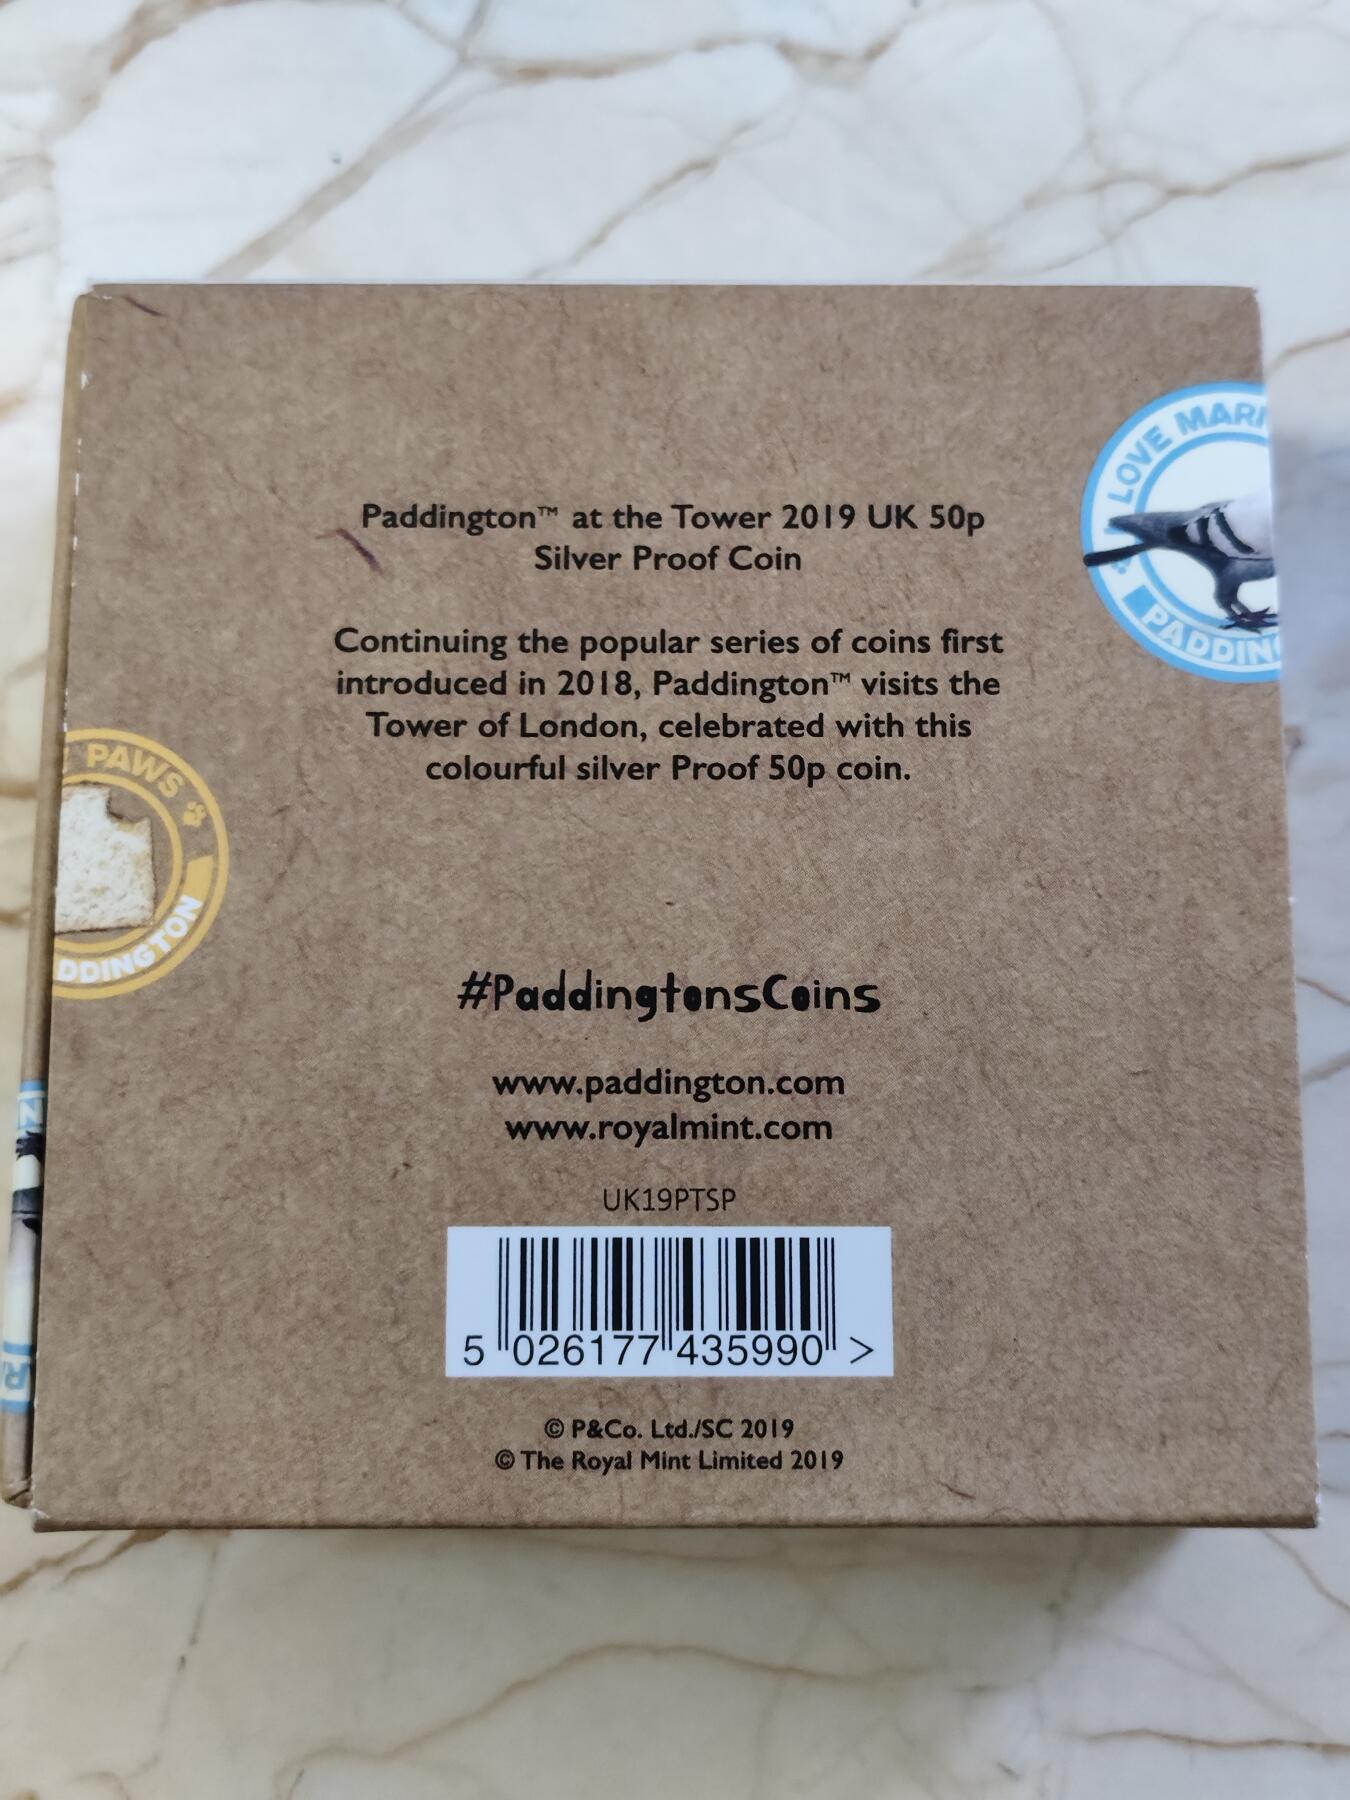 Paddington™ at the Tower 2019 UK 50p
Silver Proof Coin
LOVE
PADDIN
Continuing the popular series of coins first
introduced in 2018, Paddington™ visits the
Tower of London, celebrated with this
colourful silver Proof 50p coin.
PAWS
DDINGTON
#PaddingtonsCoins
www.paddington.com
www.royalmint.com
UK19PTSP
5 026177 435990 >
© P&Co. Ltd./SC 2019
© The Royal Mint Limited 2019